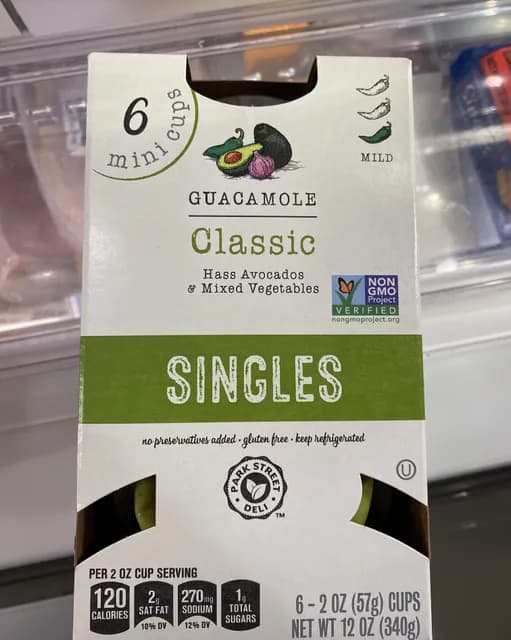 6
mini cups
MILD
GUACAMOLE
Classic
Hass Avocados
& Mixed Vegetables
NON
GMO
Project
VERIFIED
nongmoproject.org
SINGLES
no preservatives added • gluten free • keep refrigerated
U
PARK STREET
DELI
TM
PER 2 OZ CUP SERVING
120
CALORIES
2g
SAT FAT
10% DV
270mg
SODIUM
12% DV
1g
TOTAL
SUGARS
6 – 2 OZ (57g) CUPS
NET WT 12 OZ (340g)